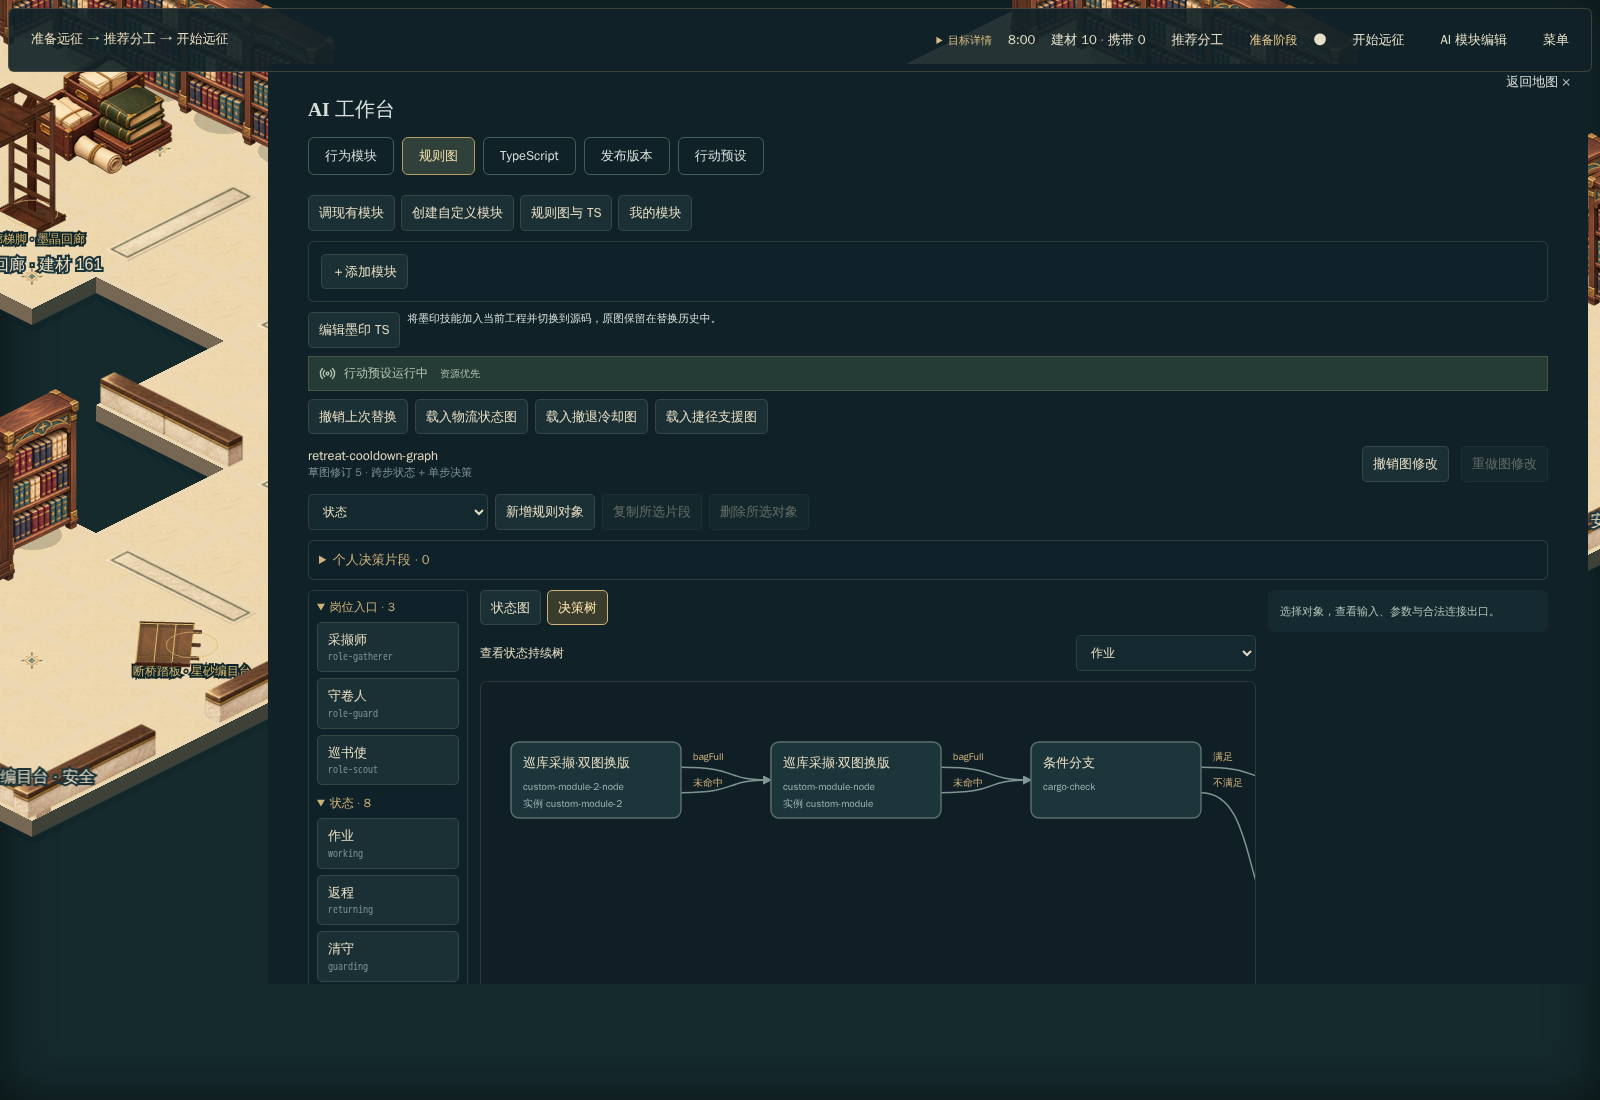 准备远征 → 推荐分工 → 开始远征
▶ 目标详情 8:00 建材 10 · 携带 0 推荐分工 准备阶段 开始远征 AI 模块编辑 菜单
返回地图 ×
AI 工作台
行为模块 规则图 TypeScript 发布版本 行动预设
调现有模块 创建自定义模块 规则图与 TS 我的模块
梯脚 · 墨晶回廊
回廊 · 建材 161
+ 添加模块
编辑墨印 TS 将墨印技能加入当前工程并切换到源码，原图保留在替换历史中。
行动预设运行中 资源优先
撤销上次替换 载入物流状态图 载入撤退冷却图 载入捷径支援图
retreat-cooldown-graph
草图修订 5 · 跨步状态 + 单步决策
撤销图修改 重做图修改
状态 新增规则对象 复制所选片段 删除所选对象
安
▶ 个人决策片段 · 0
▼ 岗位入口 · 3
采撷师
role-gatherer
守卷人
role-guard
巡书使
role-scout
▼ 状态 · 8
作业
working
返程
returning
清守
guarding
状态图 决策树
查看状态持续树 作业
选择对象，查看输入、参数与合法连接出口。
巡库采撷·双图换版
custom-module-2-node
实例 custom-module-2
bagFull
未命中
巡库采撷·双图换版
custom-module-node
实例 custom-module
bagFull
未命中
条件分支
cargo-check
满足
不满足
断桥踏板 · 星砂编目台
编目台 · 安全